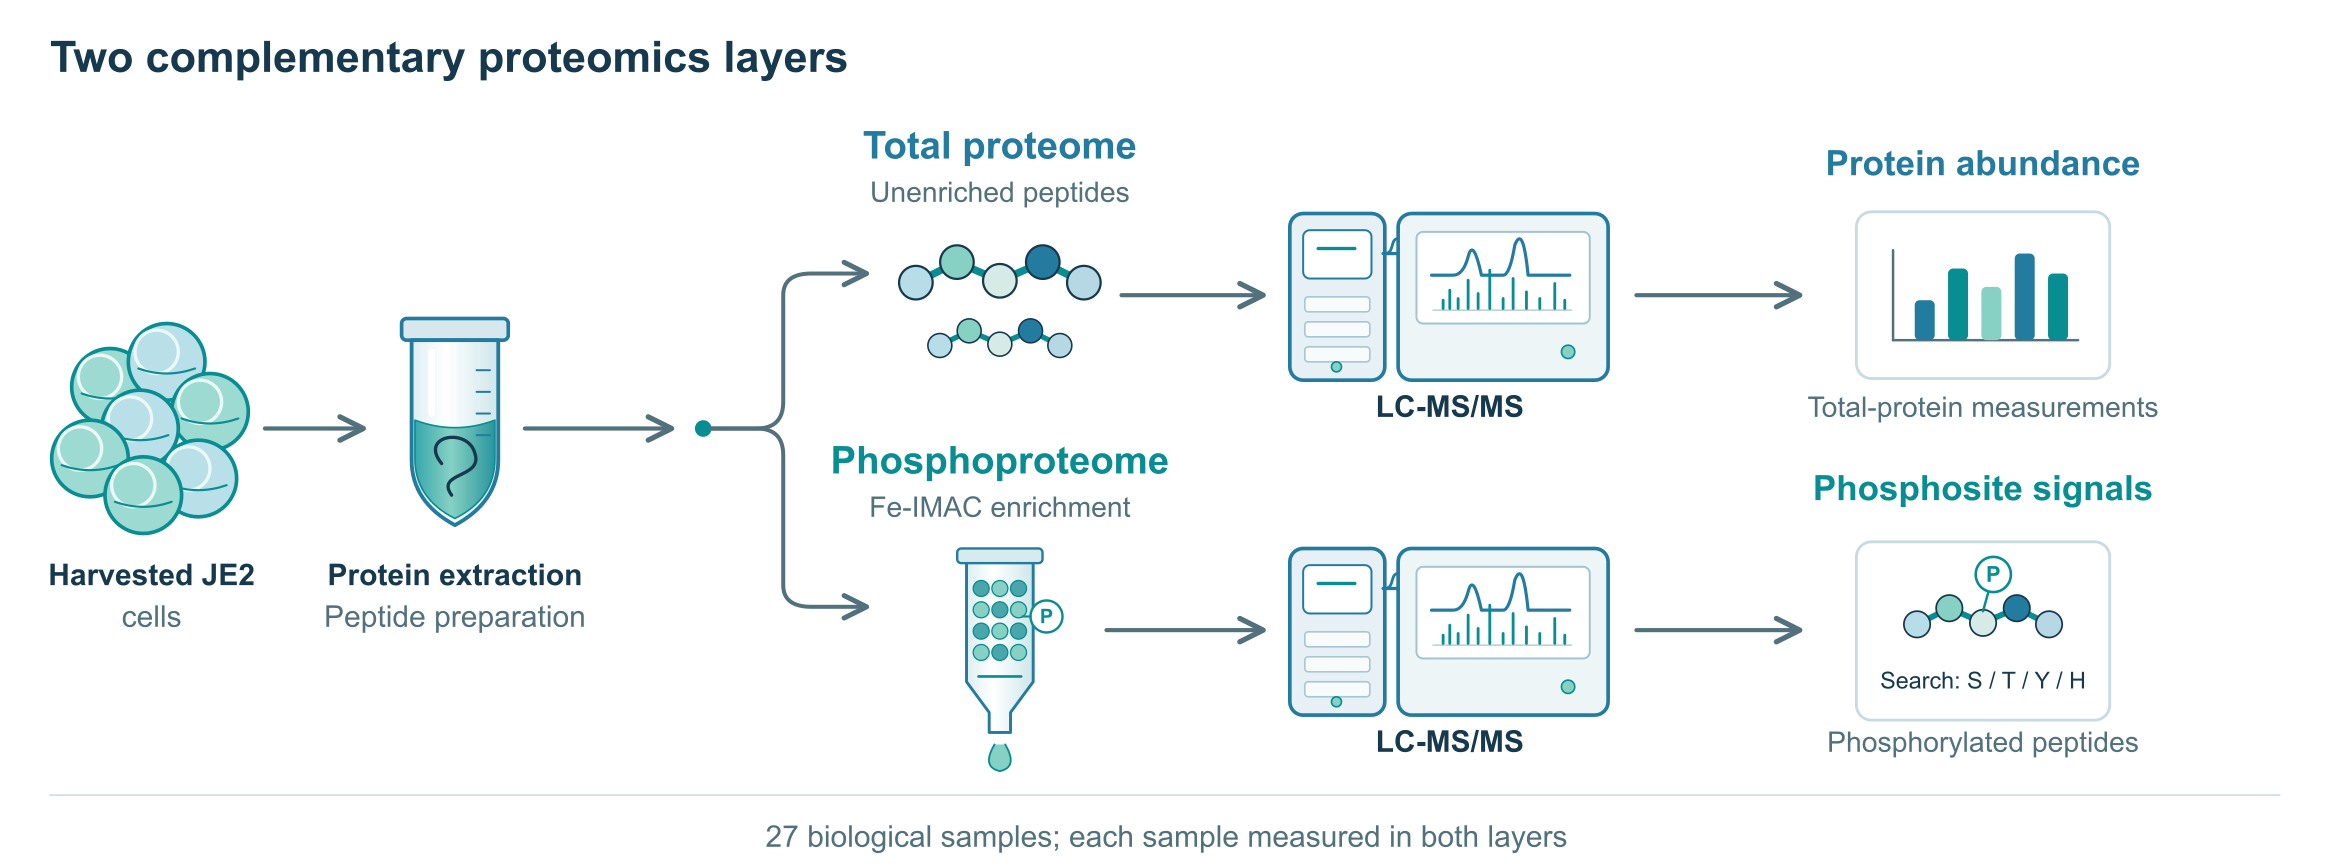 Two complementary proteomics layers
Harvested JE2
cells
Protein extraction
Peptide preparation
Total proteome
Unenriched peptides
LC-MS/MS
Protein abundance
Total-protein measurements
Phosphoproteome
Fe-IMAC enrichment
P
LC-MS/MS
Phosphosite signals
P
Search: S / T / Y / H
Phosphorylated peptides
27 biological samples; each sample measured in both layers